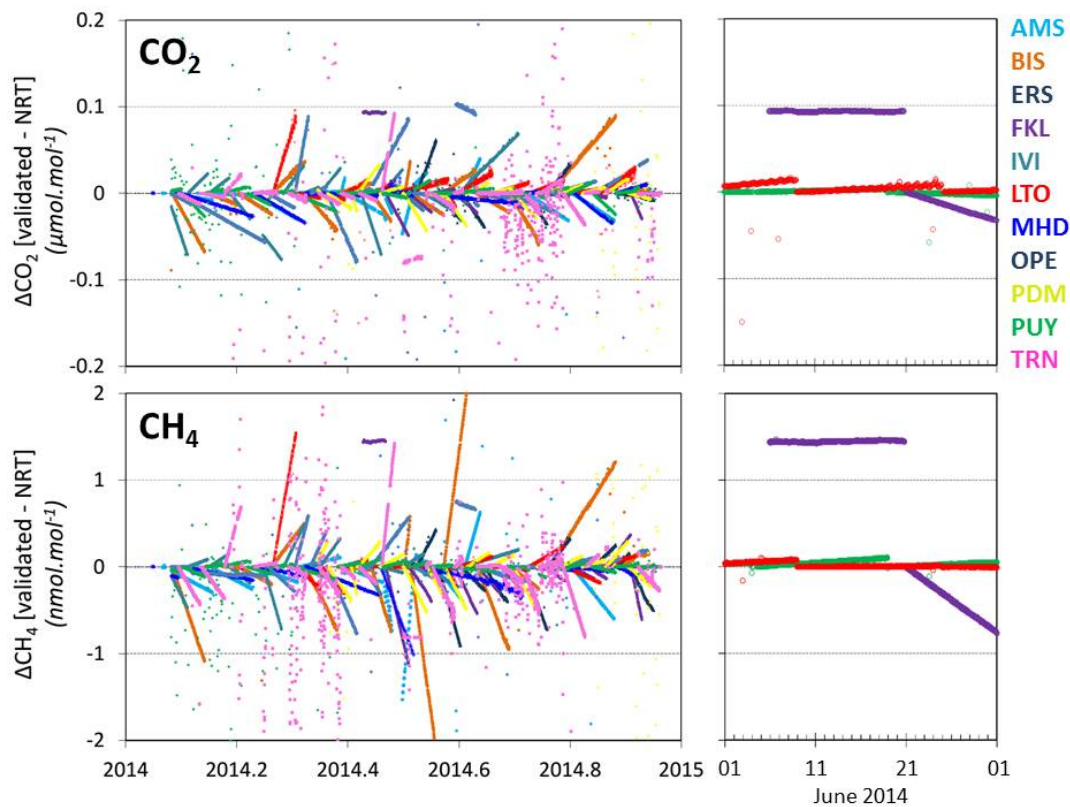 CO2
ΔCO2 [validated - NRT]
(μmol.mol-1)
0.2
0.1
0
-0.1
-0.2
AMS
BIS
ERS
FKL
IVI
LTO
MHD
OPE
PDM
PUY
TRN
CH4
ΔCH4 [validated - NRT]
(nmol.mol-1)
2
1
0
-1
-2
2014
2014.2
2014.4
2014.6
2014.8
2015
01
11
21
01
June 2014